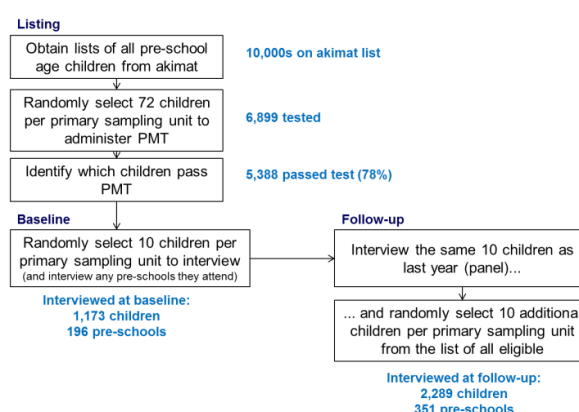 Listing
Obtain lists of all pre-school
age children from akimat
10,000s on akimat list
Randomly select 72 children
per primary sampling unit to
administer PMT
6,899 tested
Identify which children pass
PMT
5,388 passed test (78%)
Baseline
Randomly select 10 children per
primary sampling unit to interview
(and interview any pre-schools they attend)
Interviewed at baseline:
1,173 children
196 pre-schools
Follow-up
Interview the same 10 children as
last year (panel)...
... and randomly select 10 additiona
children per primary sampling unit
from the list of all eligible
Interviewed at follow-up:
2,289 children
351 pre-schools